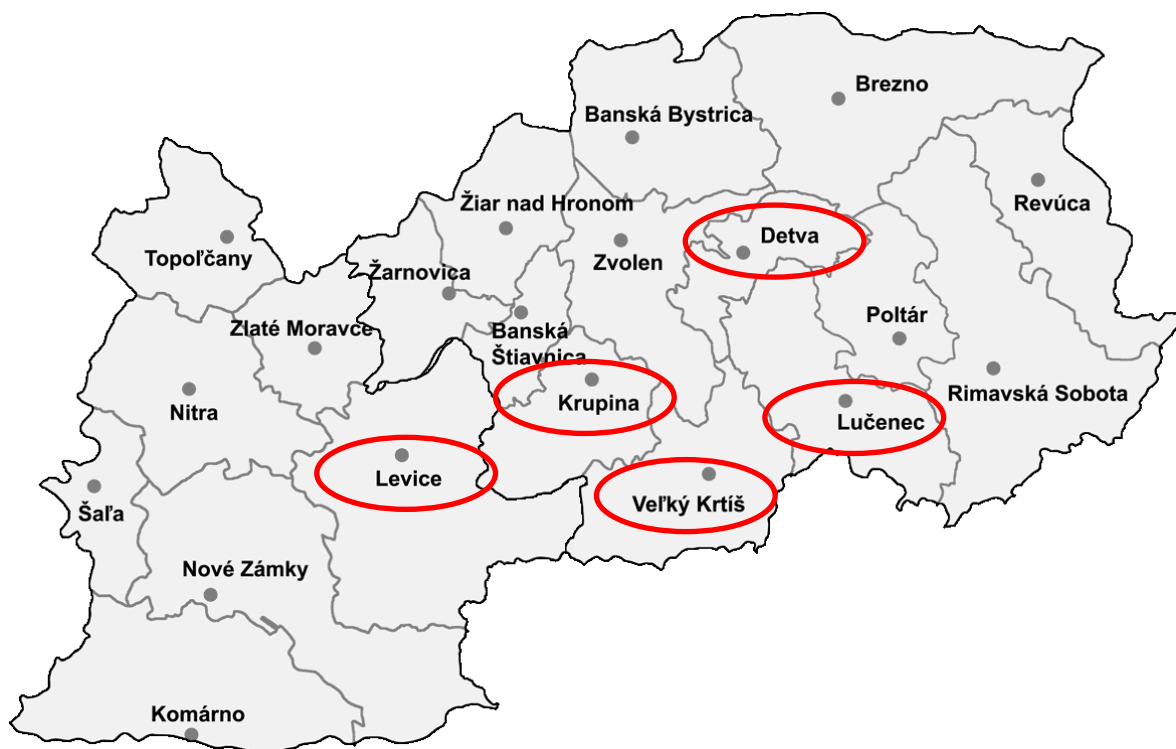 Brezno
Banská Bystrica
Revúca
Žiar nad Hronom
Detva
Topoľčany
Zvolen
Žarnovica
Poltár
Zlaté Moravce
Banská
Štiavnica
Rimavská Sobota
Krupina
Nitra
Lučenec
Levice
Veľký Krtíš
Šaľa
Nové Zámky
Komárno